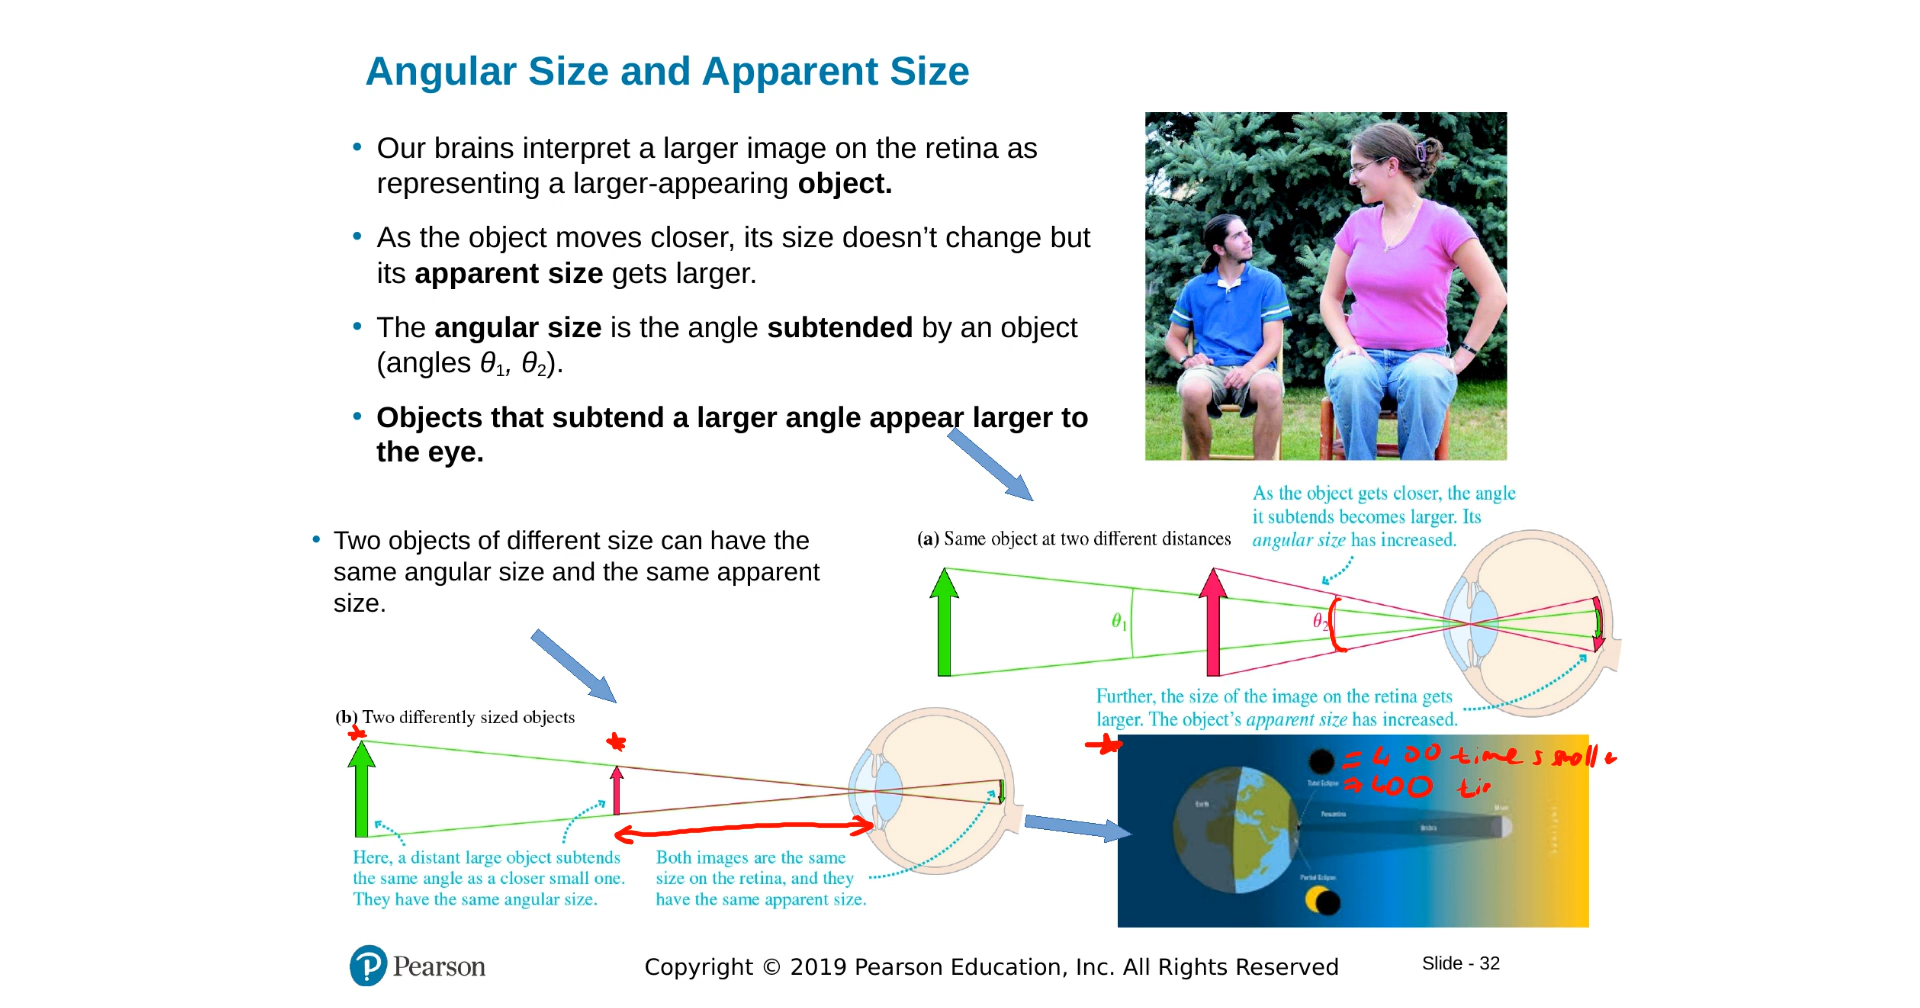 Angular Size and Apparent Size
• Our brains interpret a larger image on the retina as
representing a larger-appearing object.
• As the object moves closer, its size doesn’t change but
its apparent size gets larger.
• The angular size is the angle subtended by an object
(angles θ1, θ2).
• Objects that subtend a larger angle appear larger to
the eye.
• Two objects of different size can have the
same angular size and the same apparent
size.
As the object gets closer, the angle
it subtends becomes larger. Its
angular size has increased.
(a) Same object at two different distances
θ1
θ2
Further, the size of the image on the retina gets
larger. The object’s apparent size has increased.
(b) Two differently sized objects
Here, a distant large object subtends
the same angle as a closer small one.
They have the same angular size.
Both images are the same
size on the retina, and they
have the same apparent size.
= 400 times
400
Total Eclipse
Earth
Penumbra
Umbra
Moon
Partial Eclipse
Pearson
Copyright © 2019 Pearson Education, Inc. All Rights Reserved
Slide - 32